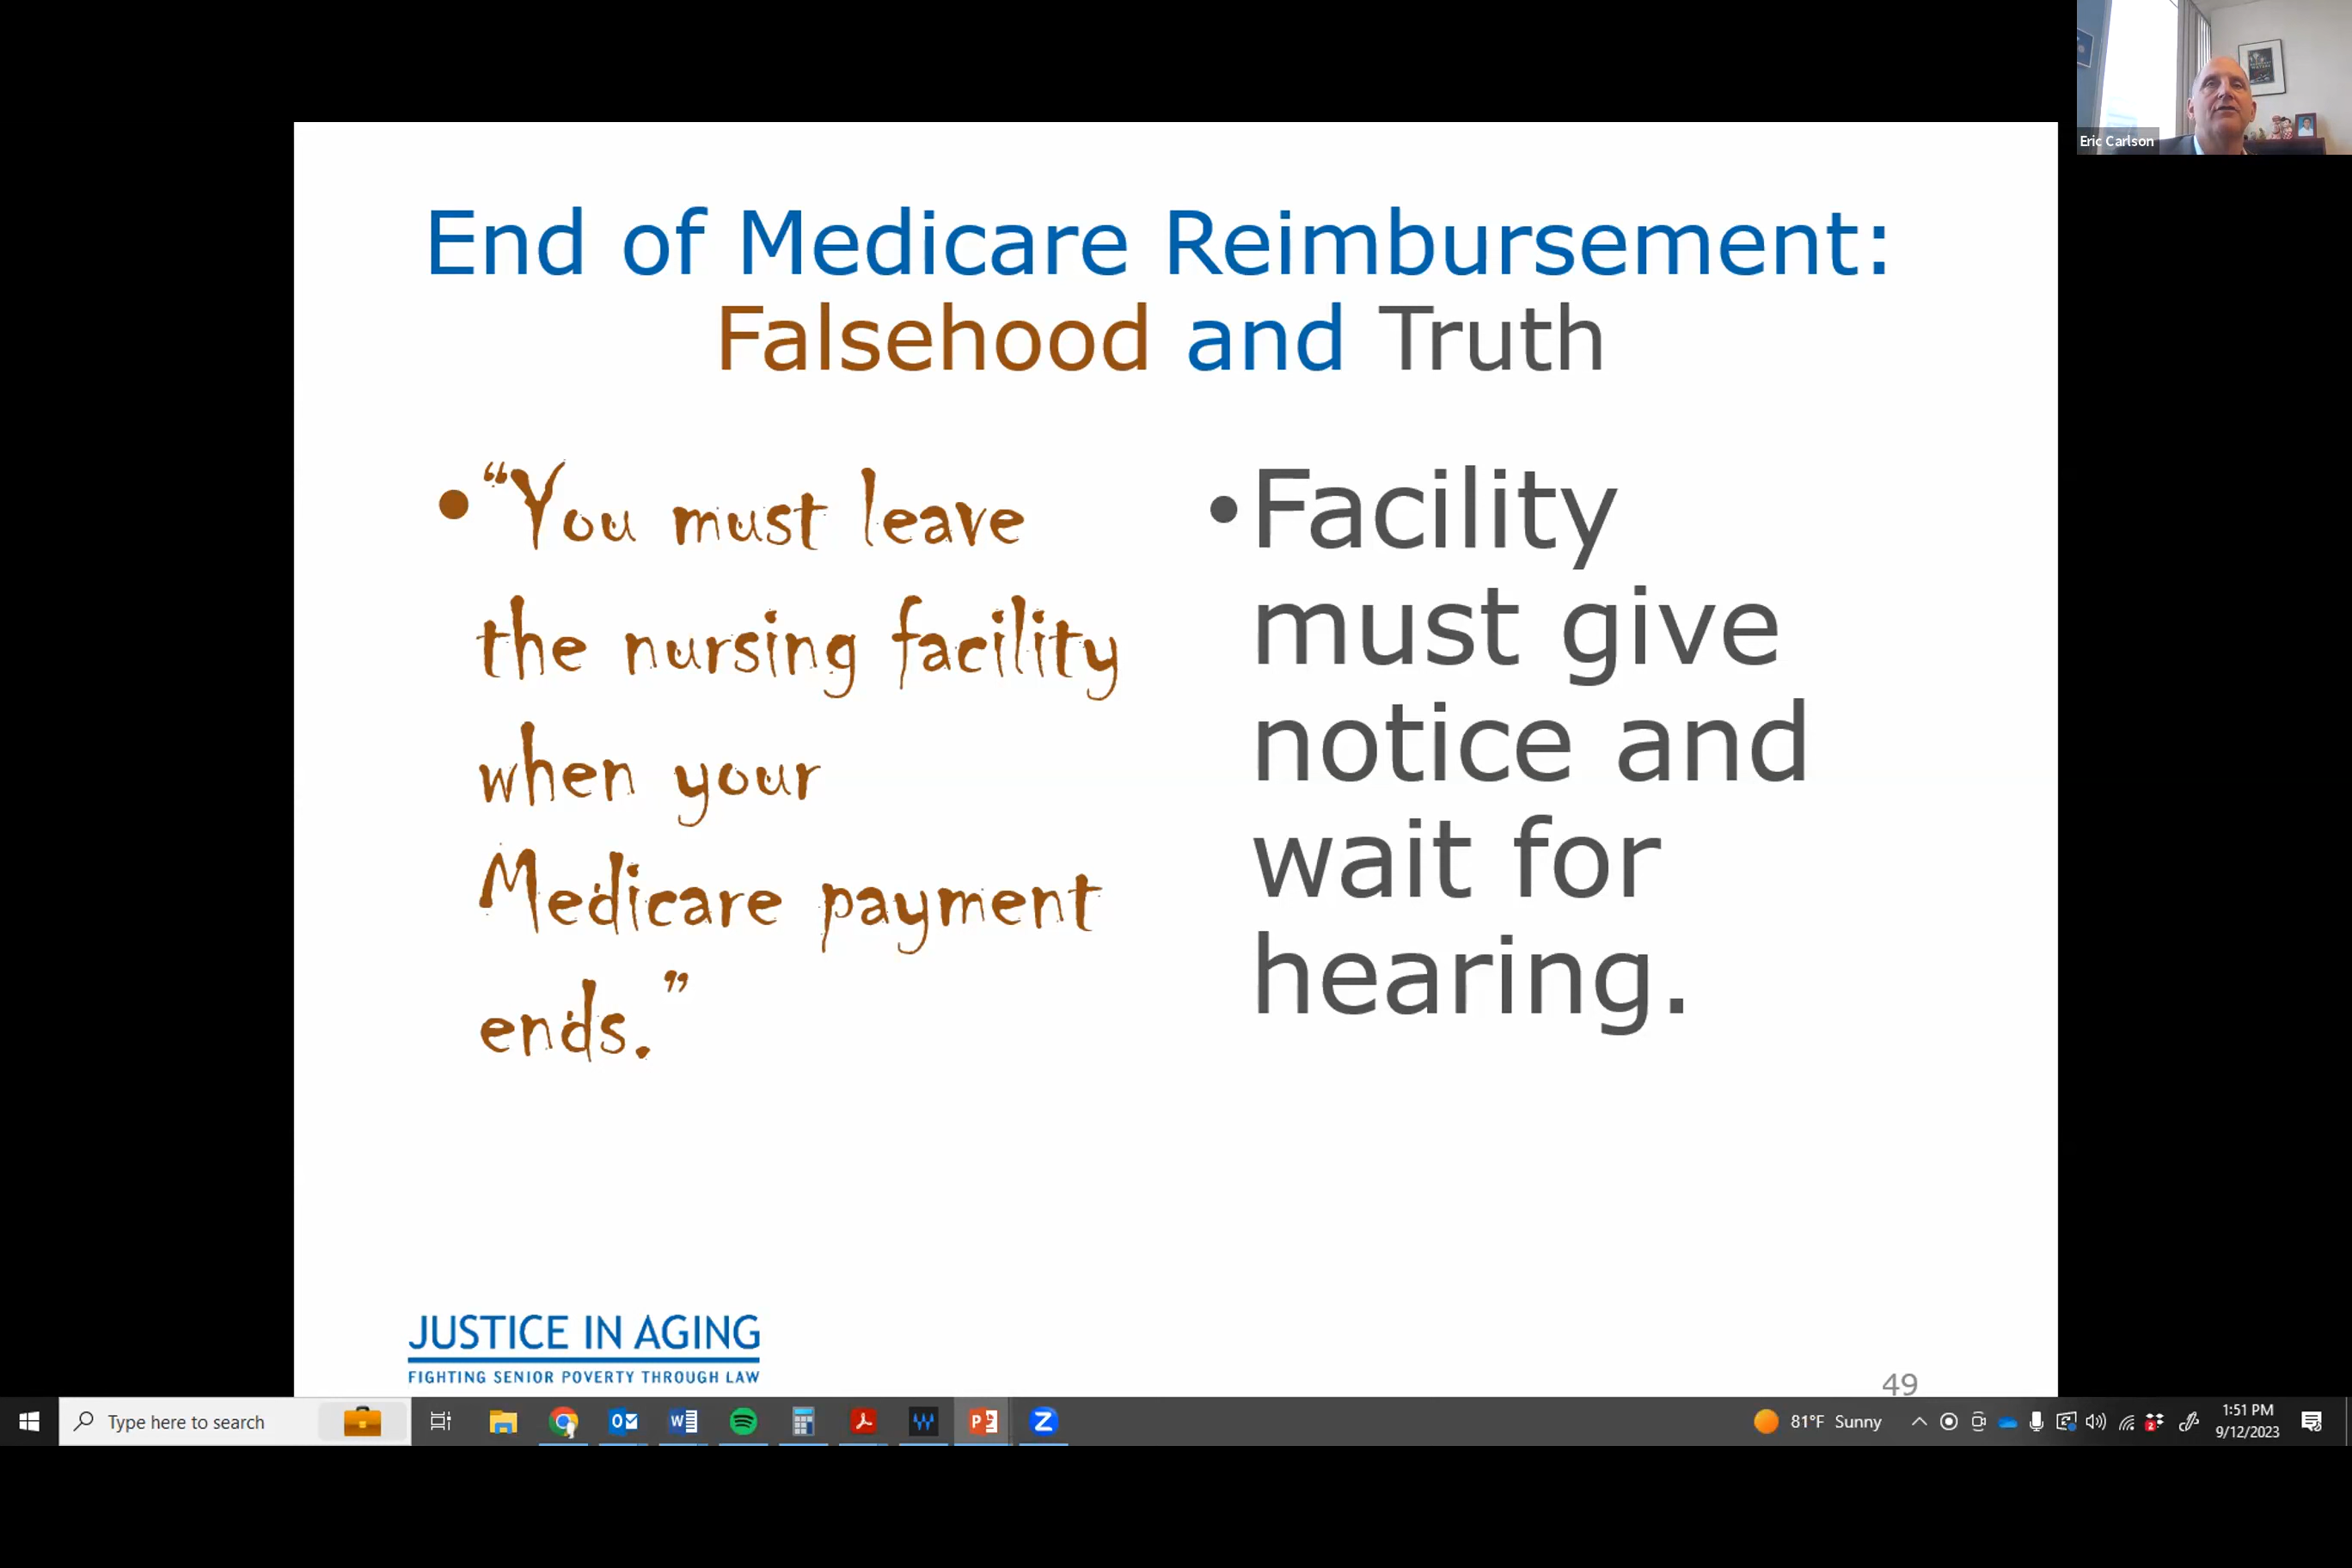 Eric Carlson
End of Medicare Reimbursement:
Falsehood and Truth
• “You must leave
the nursing facility
when your
Medicare payment
ends.”
• Facility
must give
notice and
wait for
hearing.
JUSTICE IN AGING
FIGHTING SENIOR POVERTY THROUGH LAW
49
Type here to search
81°F Sunny
1:51 PM
9/12/2023